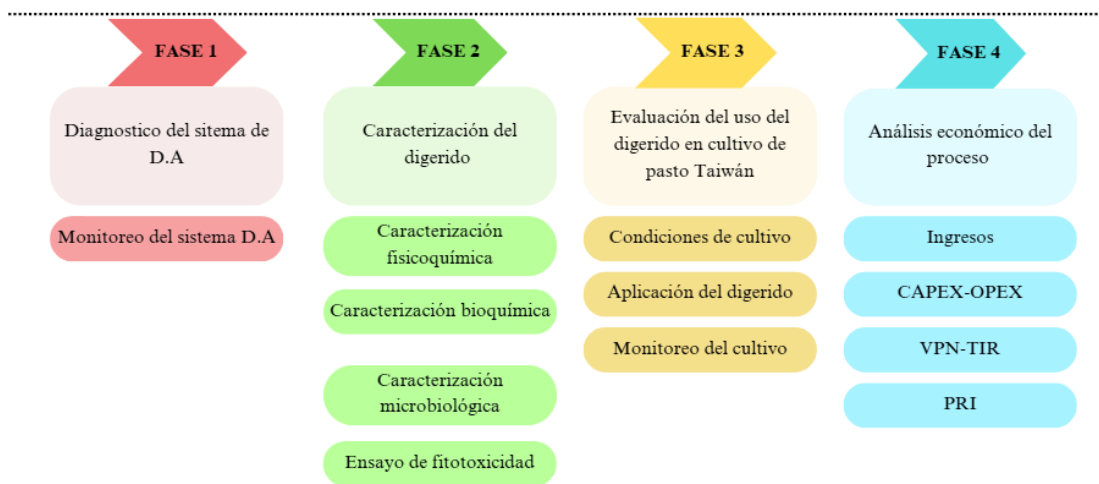 FASE 1
Diagnostico del sitema de
D.A
Monitoreo del sistema D.A
FASE 2
Caracterización del
digerido
Caracterización
fisicoquímica
Caracterización bioquímica
Caracterización
microbiológica
Ensayo de fitotoxicidad
FASE 3
Evaluación del uso del
digerido en cultivo de
pasto Taiwán
Condiciones de cultivo
Aplicación del digerido
Monitoreo del cultivo
FASE 4
Análisis económico del
proceso
Ingresos
CAPEX-OPEX
VPN-TIR
PRI